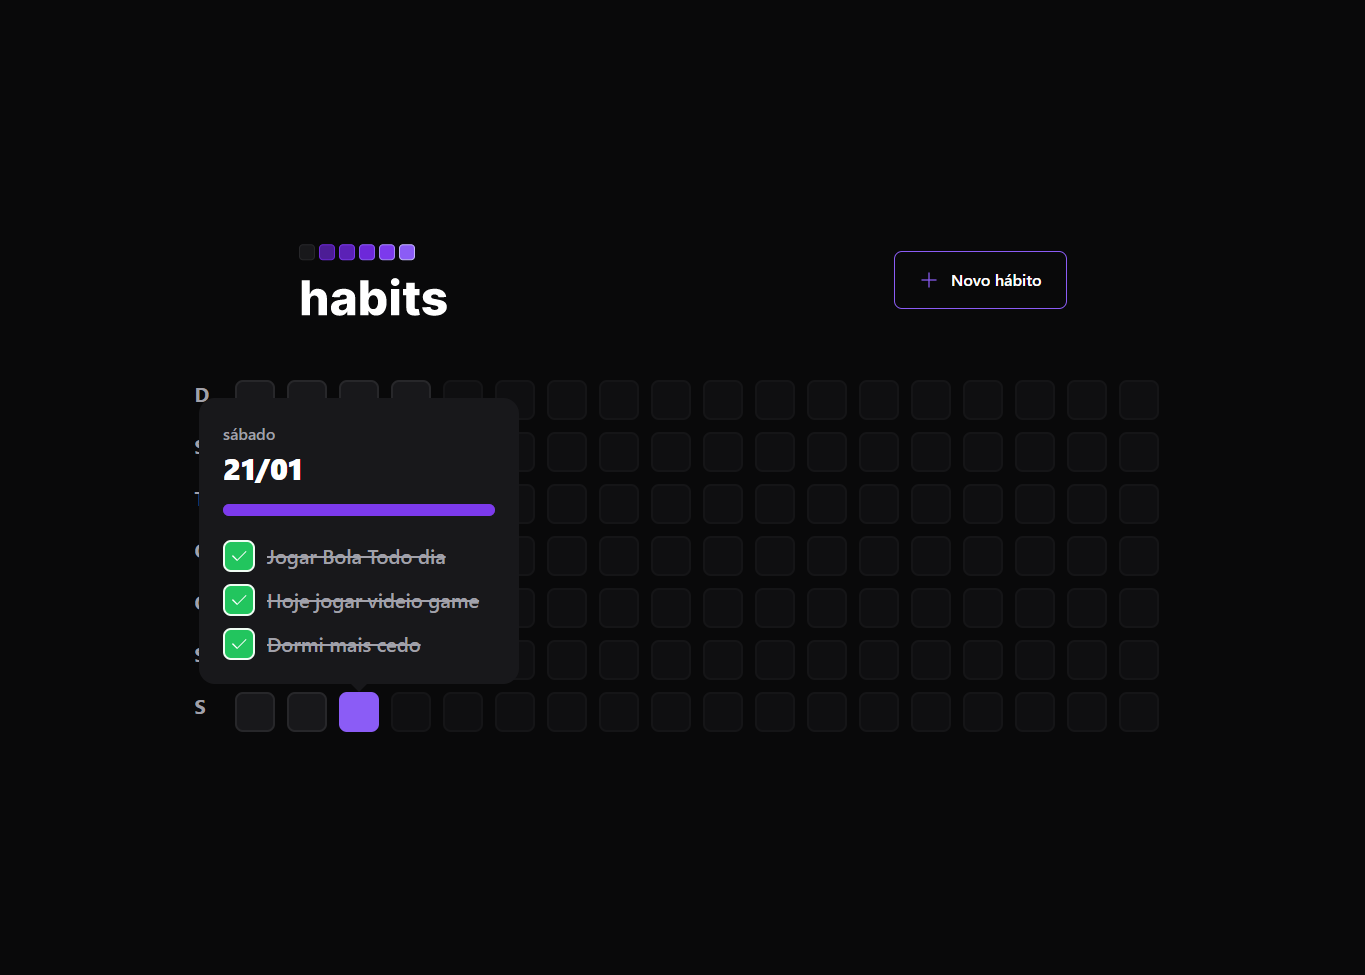 habits
Novo hábito
D
sábado
21/01
Jogar Bola Todo dia
Hoje jogar videio game
Dormi mais cedo
S